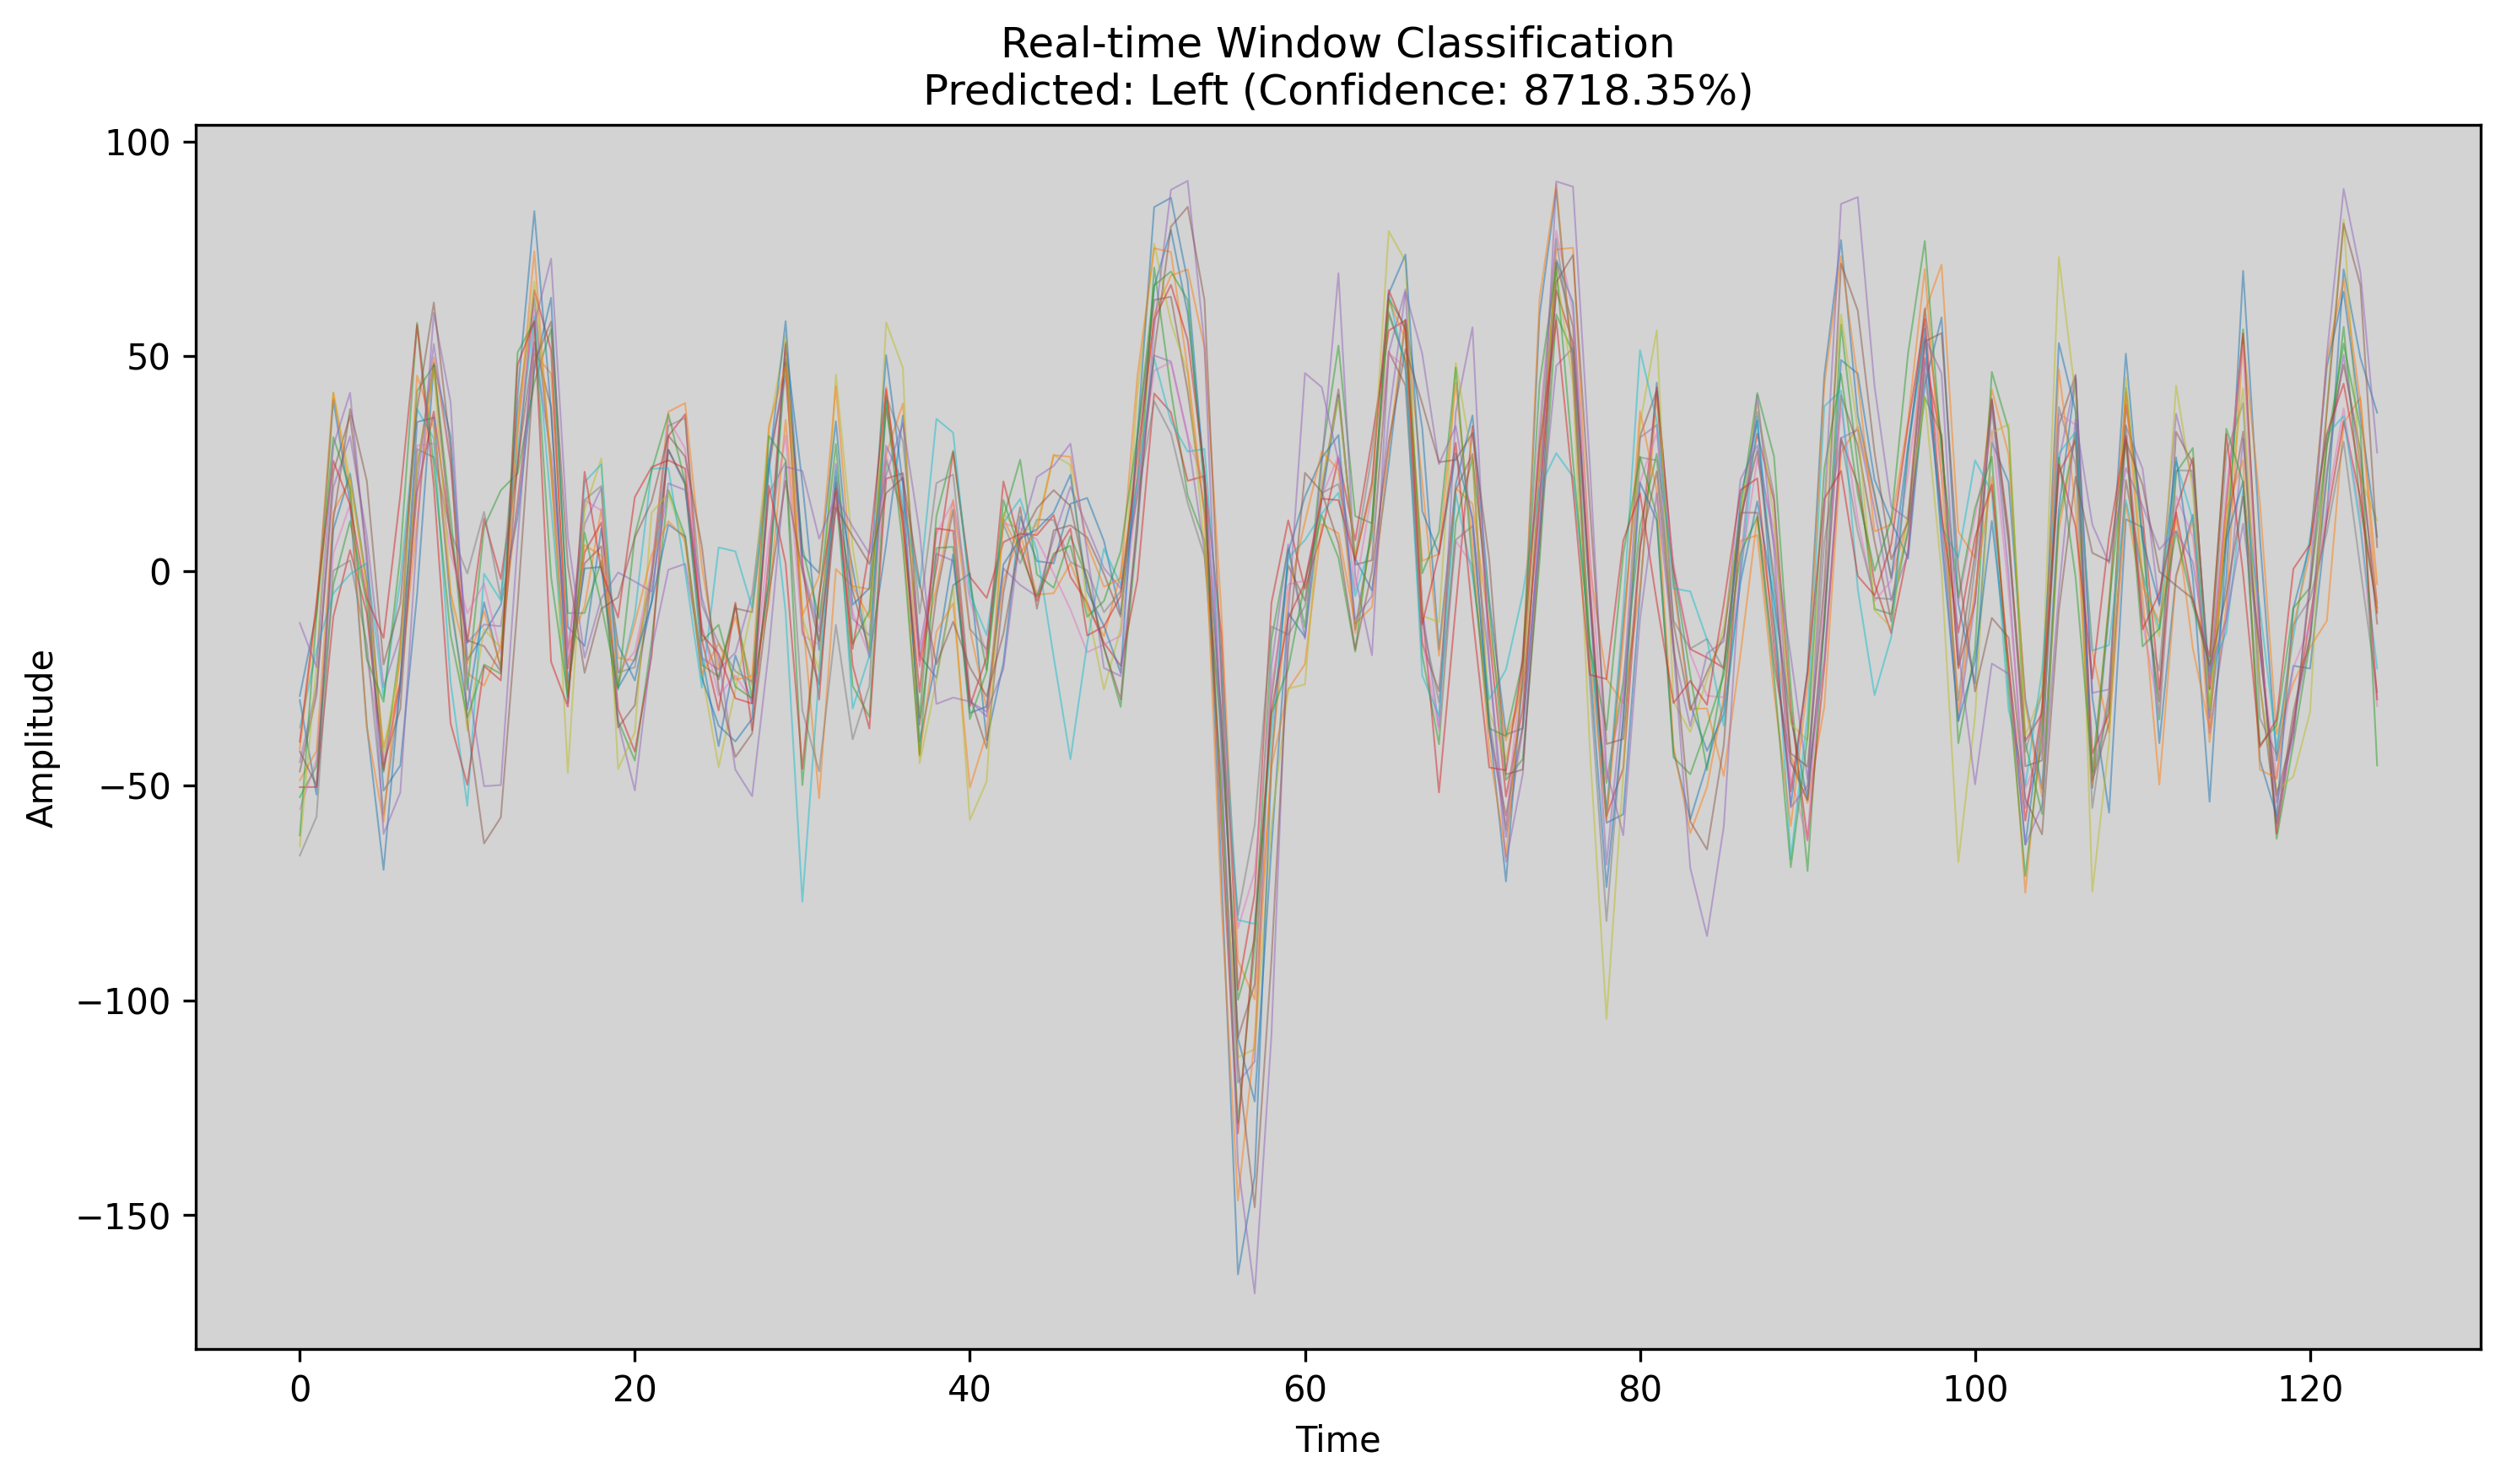 Real-time Window Classification
Predicted: Left (Confidence: 8718.35%)
100
50
0
−50
−100
−150
Amplitude
0 20 40 60 80 100 120
Time